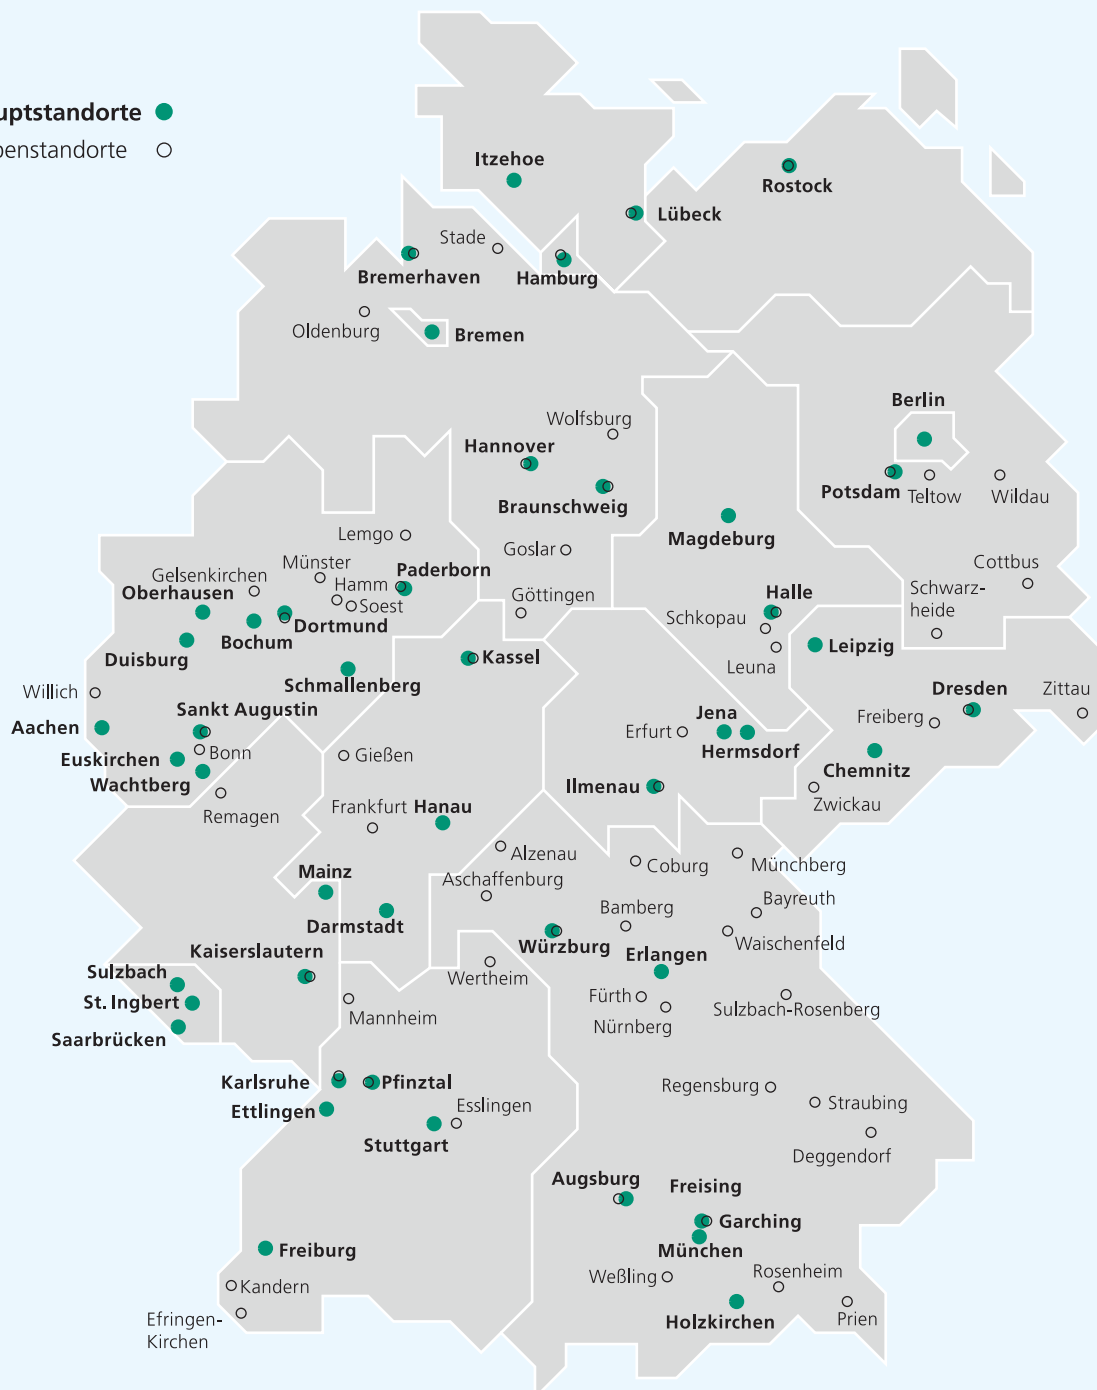 uptstandorte
benstandorte
Itzehoe
Rostock
Lübeck
Stade
Bremerhaven
Hamburg
Oldenburg
Bremen
Berlin
Wolfsburg
Hannover
Potsdam
Teltow
Wildau
Braunschweig
Magdeburg
Lemgo
Goslar
Cottbus
Münster
Gelsenkirchen
Hamm
Paderborn
Schwarz-
heide
Oberhausen
Soest
Göttingen
Halle
Dortmund
Schkopau
Bochum
Leipzig
Duisburg
Leuna
Kassel
Schmallenberg
Willich
Dresden
Zittau
Sankt Augustin
Jena
Freiberg
Aachen
Erfurt
Hermsdorf
Bonn
Gießen
Euskirchen
Chemnitz
Wachtberg
Ilmenau
Zwickau
Remagen
Frankfurt
Hanau
Alzenau
Coburg
Münchberg
Mainz
Aschaffenburg
Bayreuth
Bamberg
Darmstadt
Würzburg
Waischenfeld
Kaiserslautern
Erlangen
Sulzbach
Wertheim
Fürth
St. Ingbert
Mannheim
Nürnberg
Sulzbach-Rosenberg
Saarbrücken
Karlsruhe
Pfinztal
Regensburg
Straubing
Ettlingen
Esslingen
Stuttgart
Deggendorf
Augsburg
Freising
Garching
Freiburg
München
Weßling
Rosenheim
Kandern
Efringen-
Kirchen
Holzkirchen
Prien